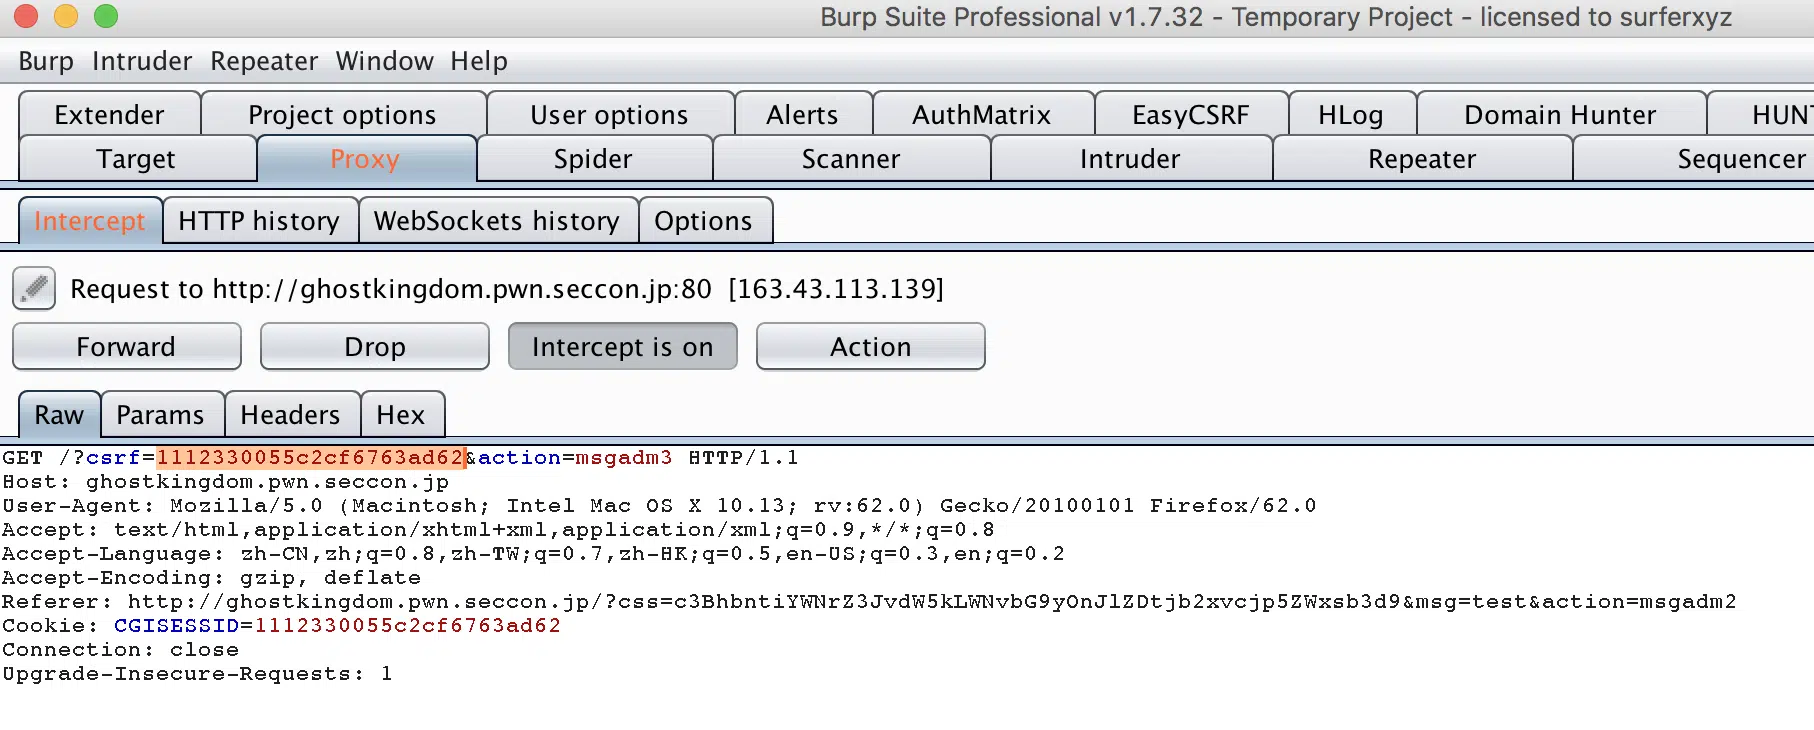 Burp Suite Professional v1.7.32 - Temporary Project - licensed to surferxyz
Burp Intruder Repeater Window Help
Extender Project options User options Alerts AuthMatrix EasyCSRF HLog Domain Hunter HUNT
Target Proxy Spider Scanner Intruder Repeater Sequencer
Intercept HTTP history WebSockets history Options
Request to http://ghostkingdom.pwn.seccon.jp:80 [163.43.113.139]
Forward Drop Intercept is on Action
Raw Params Headers Hex
GET /?csrf=1112330055c2cf6763ad62&action=msgadm3 HTTP/1.1
Host: ghostkingdom.pwn.seccon.jp
User-Agent: Mozilla/5.0 (Macintosh; Intel Mac OS X 10.13; rv:62.0) Gecko/20100101 Firefox/62.0
Accept: text/html,application/xhtml+xml,application/xml;q=0.9,*/*;q=0.8
Accept-Language: zh-CN,zh;q=0.8,zh-TW;q=0.7,zh-HK;q=0.5,en-US;q=0.3,en;q=0.2
Accept-Encoding: gzip, deflate
Referer: http://ghostkingdom.pwn.seccon.jp/?css=c3BhbntiYWNrZ3JvdW5kLWNvbG9yOnJlZDtjb2xvcjp5ZWxsb3d9&msg=test&action=msgadm2
Cookie: CGISESSID=1112330055c2cf6763ad62
Connection: close
Upgrade-Insecure-Requests: 1